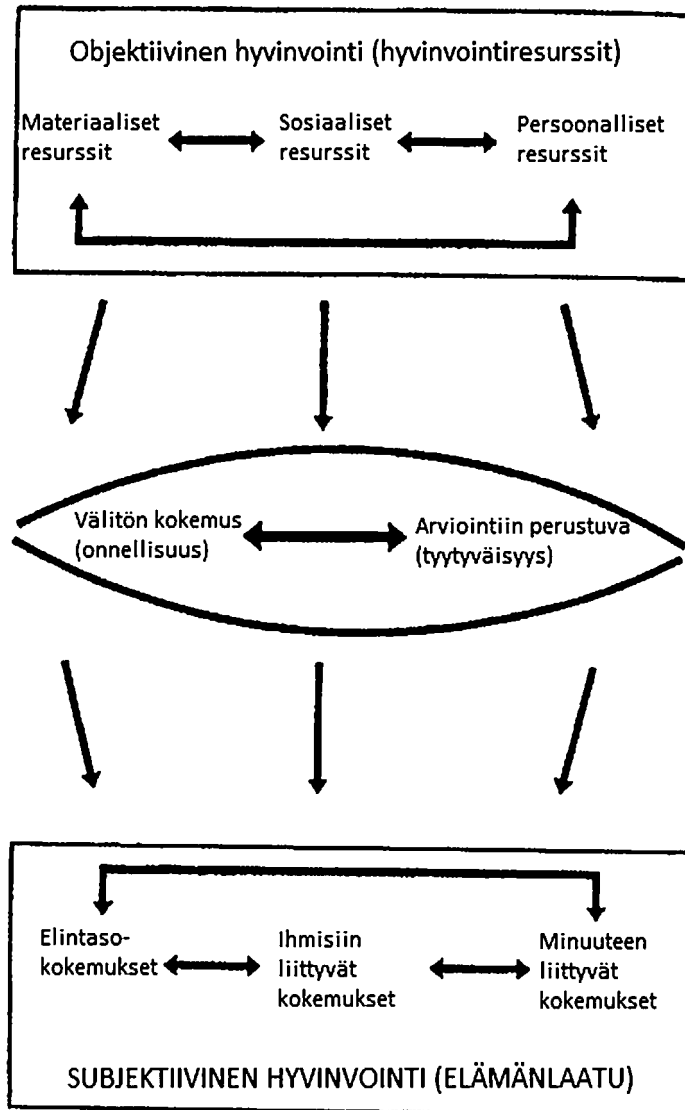 Objektiivinen hyvinvointi (hyvinvointiresurssit)
Materiaaliset
resurssit
Sosiaaliset
resurssit
Persoonalliset
resurssit
Välitön kokemus
(onnellisuus)
Arviointiin perustuva
(tyytyväisyys)
Elintaso-
kokemukset
Ihmisiin
liittyvät
kokemukset
Minuuteen
liittyvät
kokemukset
SUBJEKTIIVINEN HYVINVOINTI (ELÄMÄNLAATU)